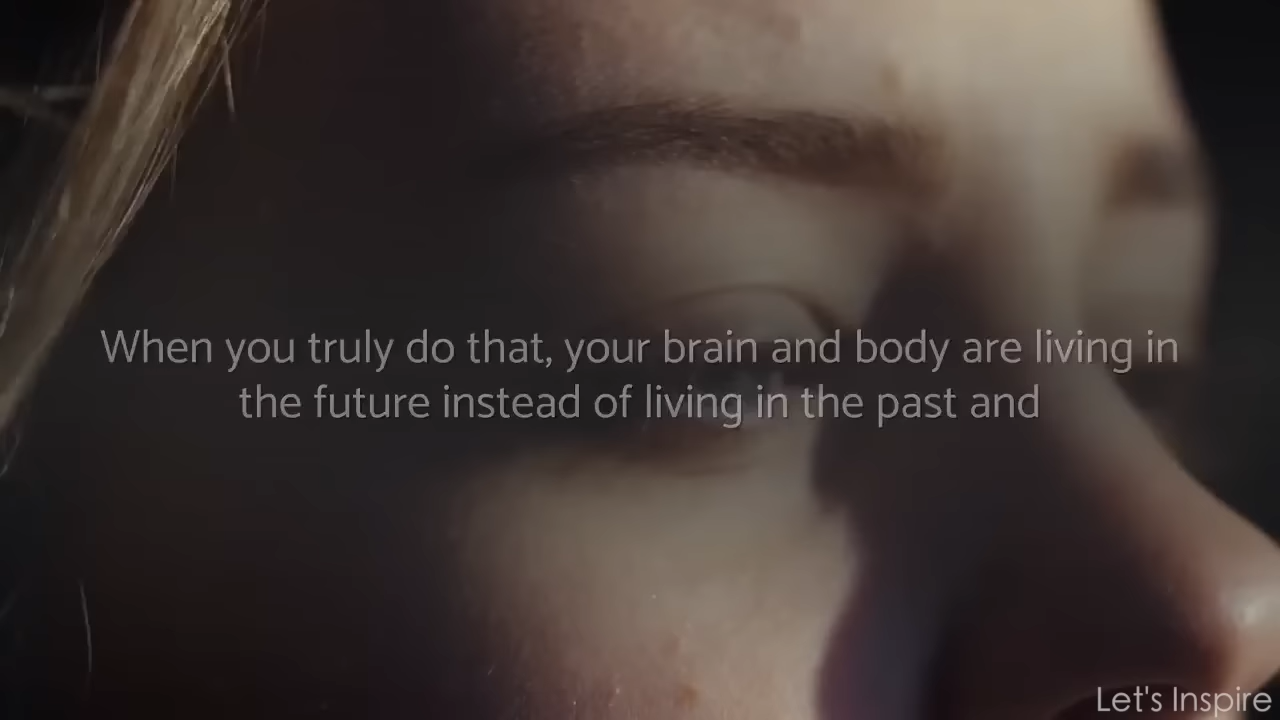 When you truly do that, your brain and body are living in
the future instead of living in the past and
Let's Inspire